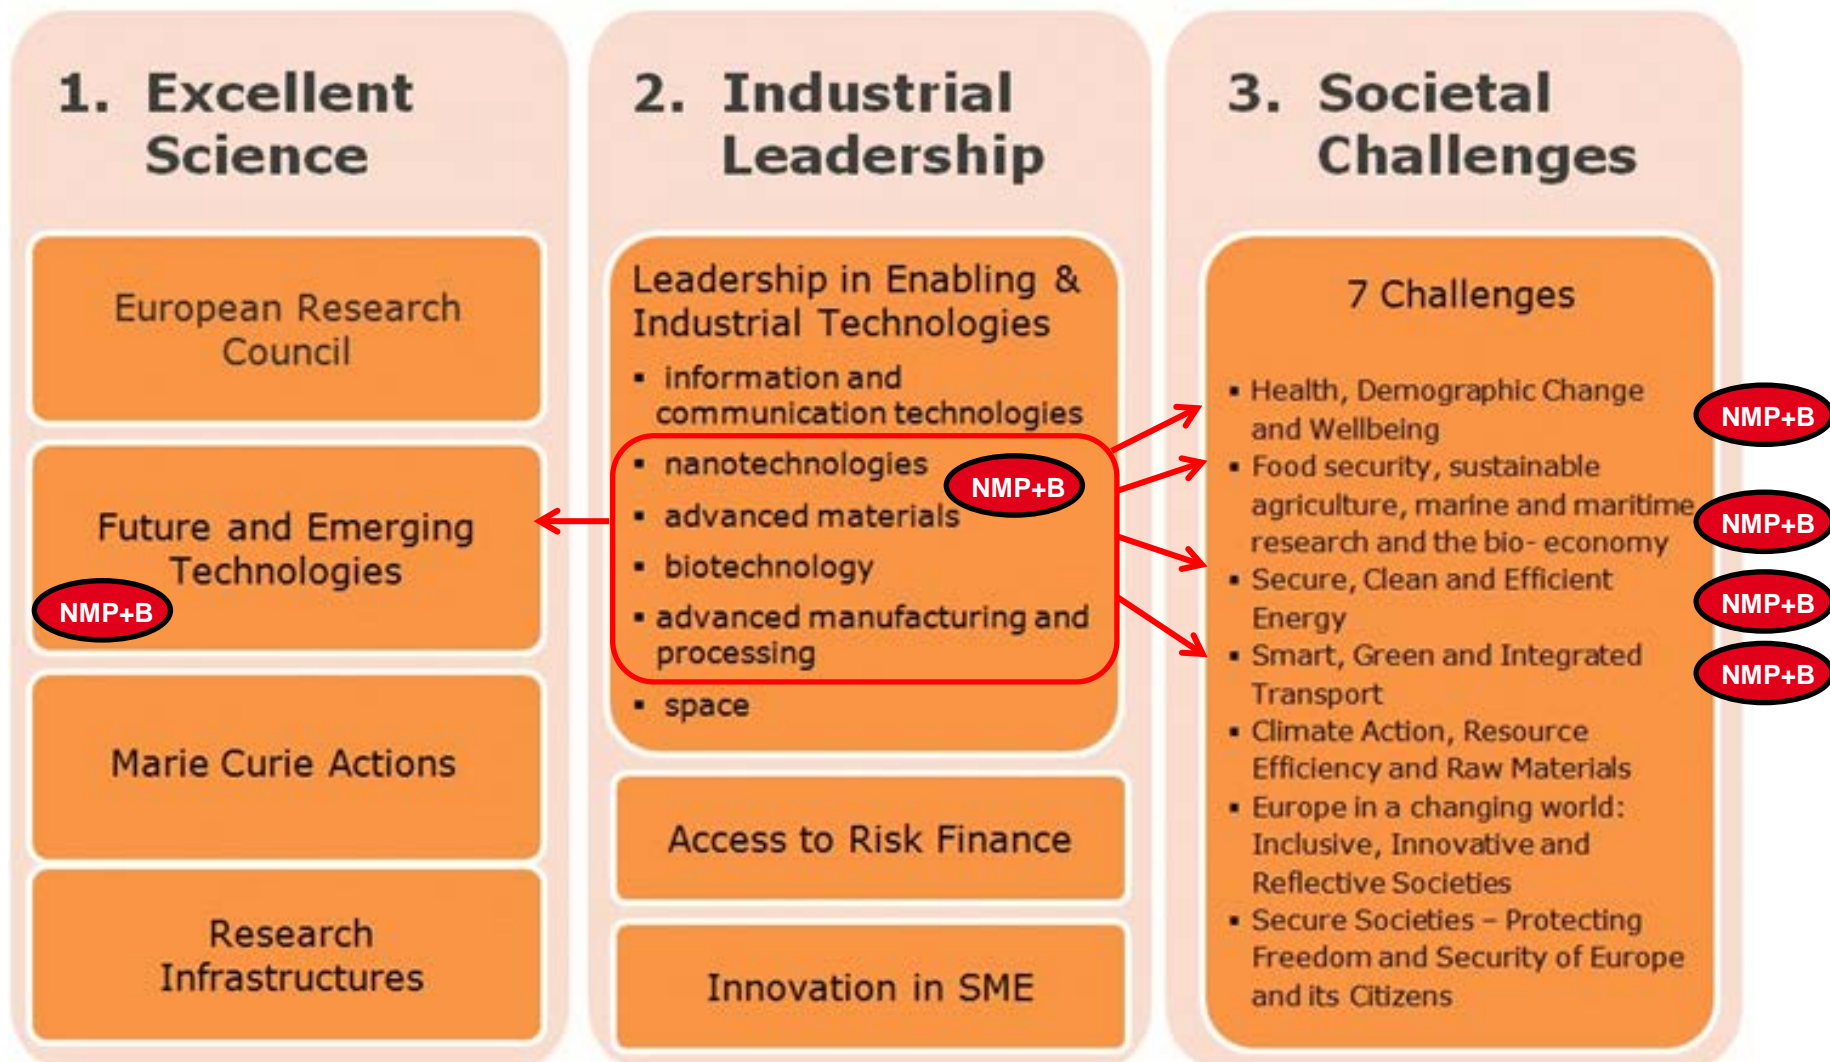 1. Excellent
Science
European Research
Council
Future and Emerging
Technologies
NMP+B
Marie Curie Actions
Research
Infrastructures
2. Industrial
Leadership
Leadership in Enabling &
Industrial Technologies
▪ information and
communication technologies
▪ nanotechnologies
NMP+B
▪ advanced materials
▪ biotechnology
▪ advanced manufacturing and
processing
▪ space
Access to Risk Finance
Innovation in SME
3. Societal
Challenges
7 Challenges
▪ Health, Demographic Change
and Wellbeing
NMP+B
▪ Food security, sustainable
agriculture, marine and maritime
research and the bio- economy
NMP+B
▪ Secure, Clean and Efficient
Energy
NMP+B
▪ Smart, Green and Integrated
Transport
NMP+B
▪ Climate Action, Resource
Efficiency and Raw Materials
▪ Europe in a changing world:
Inclusive, Innovative and
Reflective Societies
▪ Secure Societies – Protecting
Freedom and Security of Europe
and its Citizens